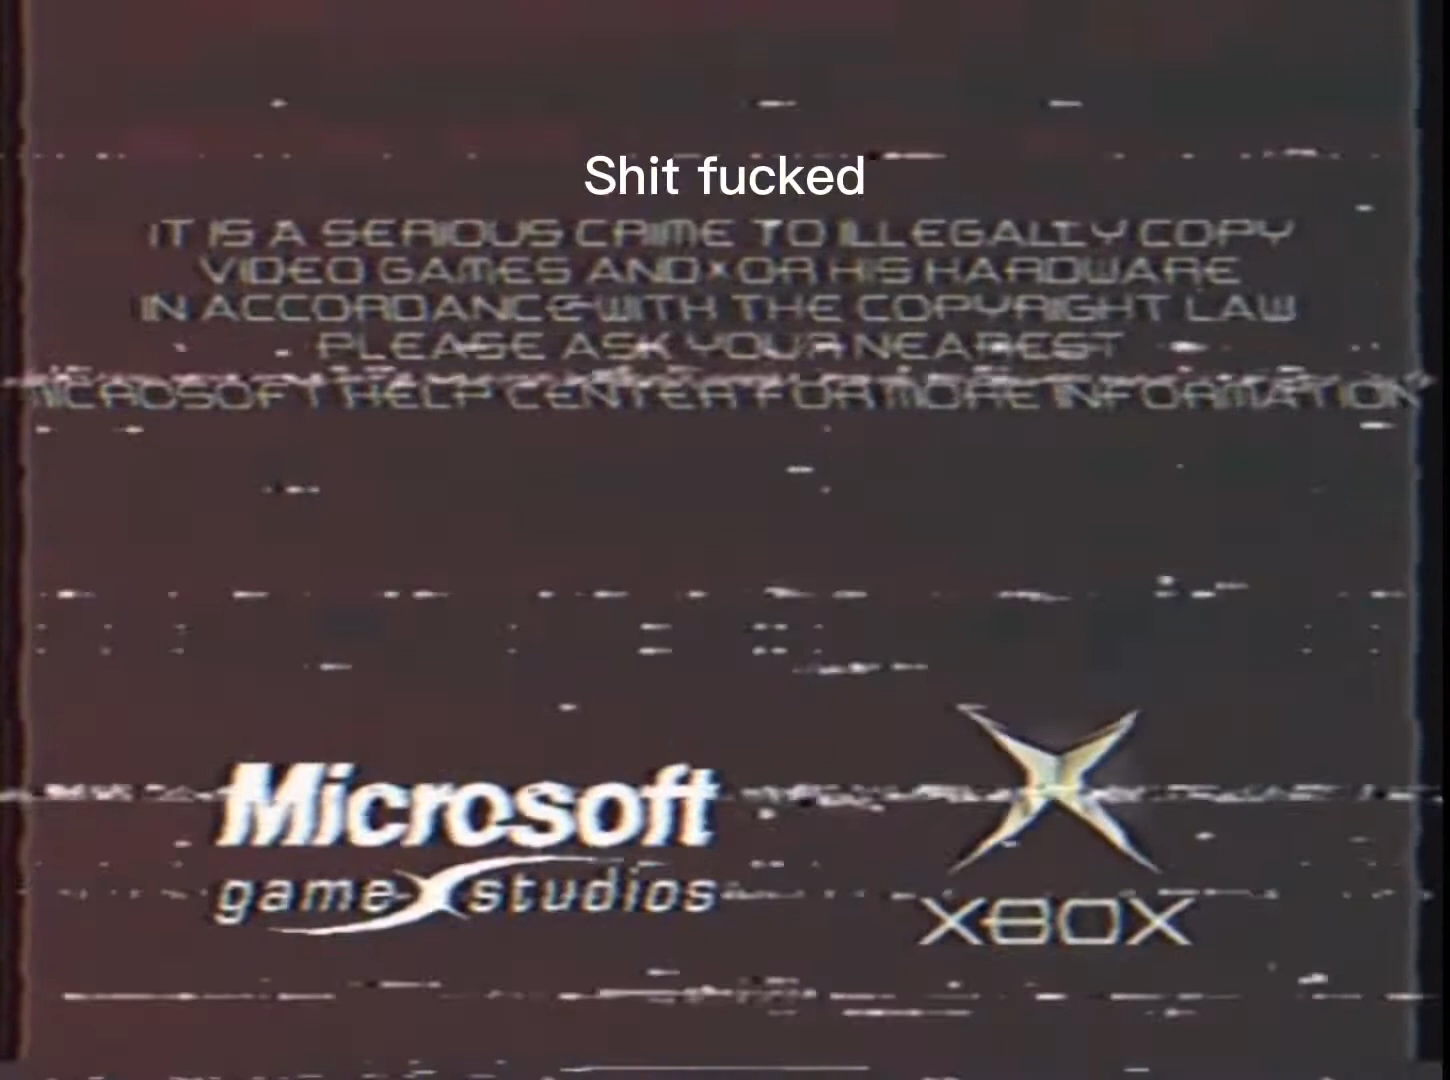 Shit fucked
IT IS A SERIOUS CRIME TO ILLEGALLY COPY
VIDEO GAMES AND×OR HIS HARDWARE
IN ACCORDANCE WITH THE COPYRIGHT LAW
PLEASE ASK YOUR NEAREST
MICROSOFT HELP CENTER FOR MORE INFORMATION
Microsoft
game studios
XBOX